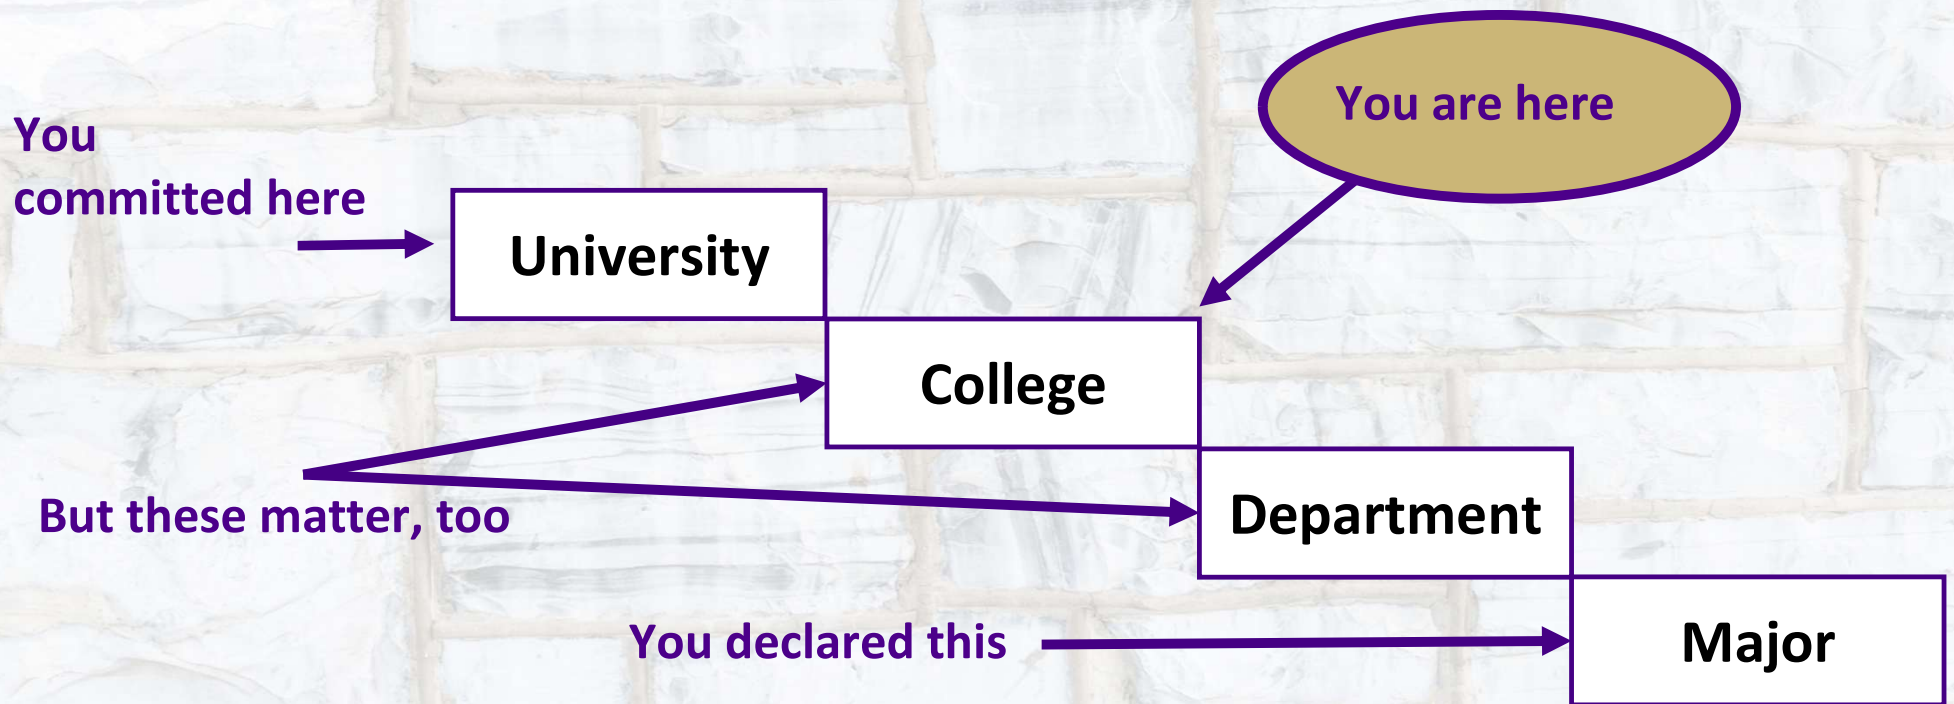 You are here
You
committed here
University
College
But these matter, too
Department
You declared this
Major